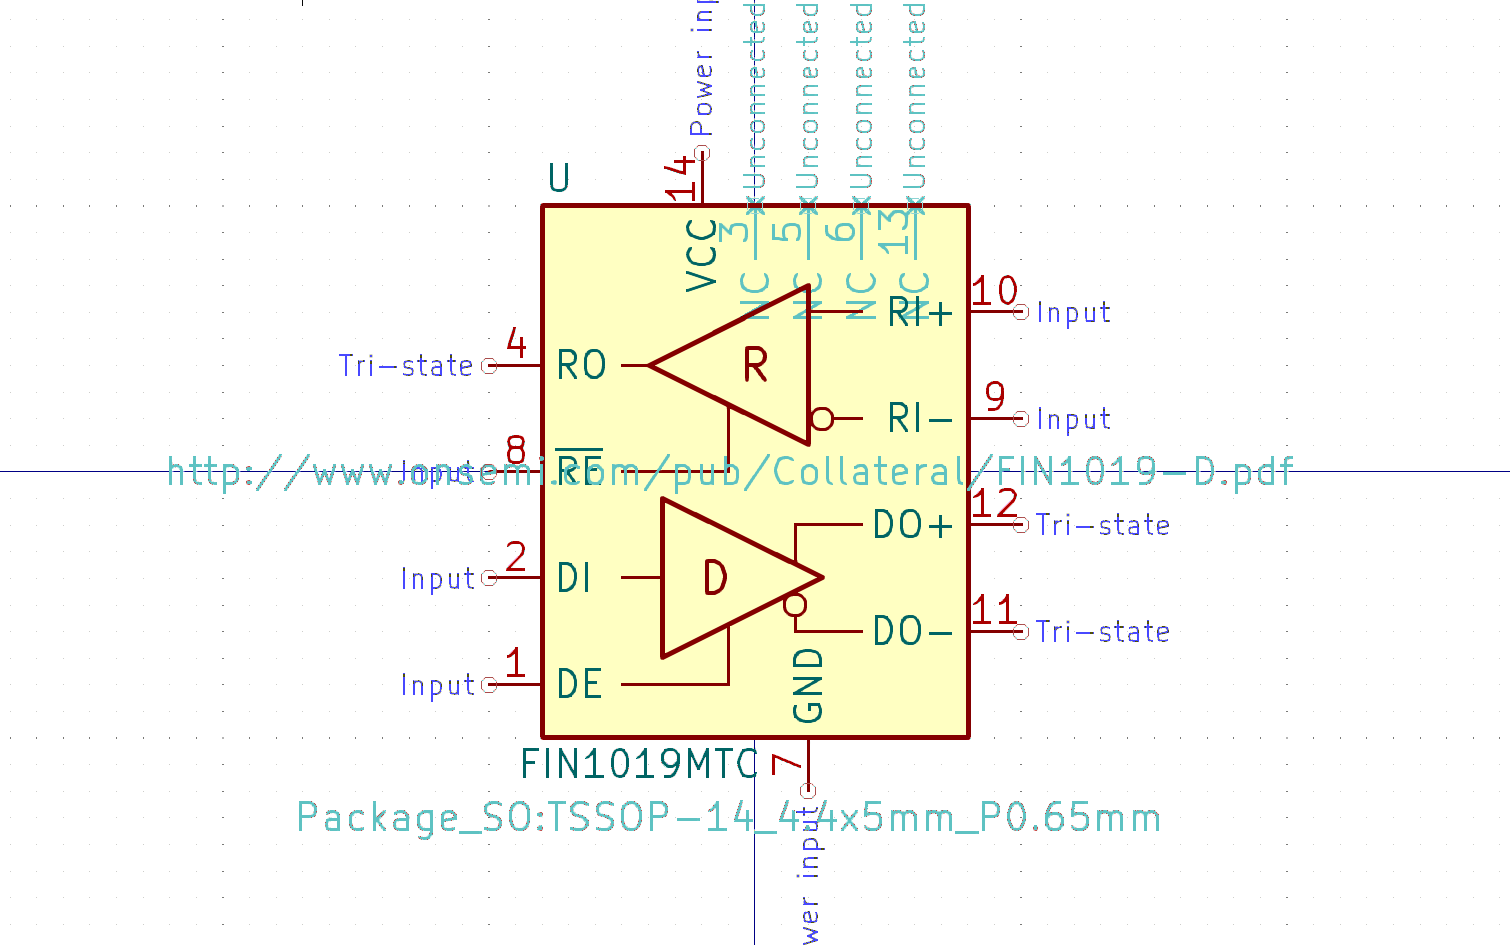 Power inp
Unconnected
Unconnected
Unconnected
Unconnected
U
14
VCC
3
5
6
13
NC
NC
NC
NC
RI+
10
Input
Tri-state
4
RO
R
RI-
9
Input
Input
8
RE
http://www.onsemi.com/pub/Collateral/FIN1019-D.pdf
DO+
12
Tri-state
Input
2
DI
D
DO-
11
Tri-state
Input
1
DE
GND
FIN1019MTC
7
Package_SO:TSSOP-14_4.4x5mm_P0.65mm
wer input